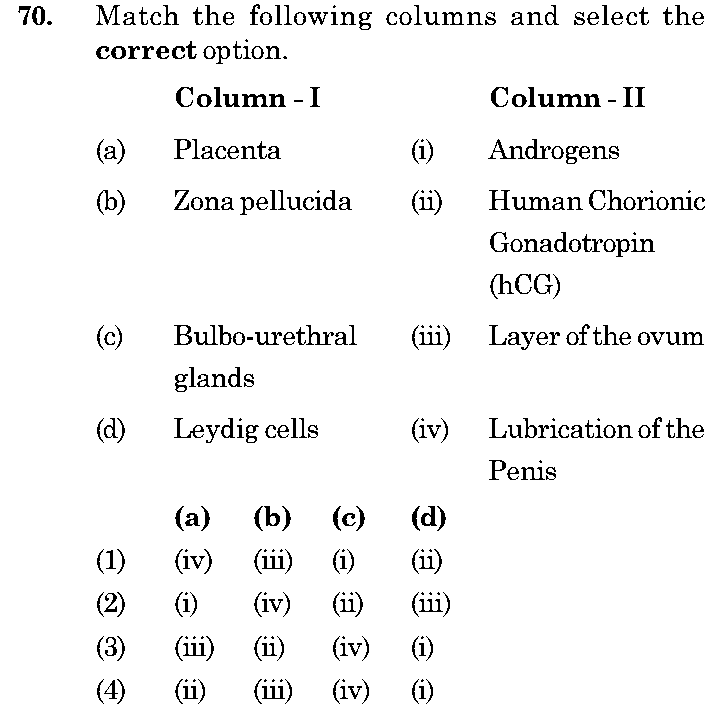 70. Match the following columns and select the
correct option.
Column - I Column - II
(a) Placenta (i) Androgens
(b) Zona pellucida (ii) Human Chorionic
Gonadotropin
(hCG)
(c) Bulbo-urethral (iii) Layer of the ovum
glands
(d) Leydig cells (iv) Lubrication of the
Penis
(a) (b) (c) (d)
(1) (iv) (iii) (i) (ii)
(2) (i) (iv) (ii) (iii)
(3) (iii) (ii) (iv) (i)
(4) (ii) (iii) (iv) (i)